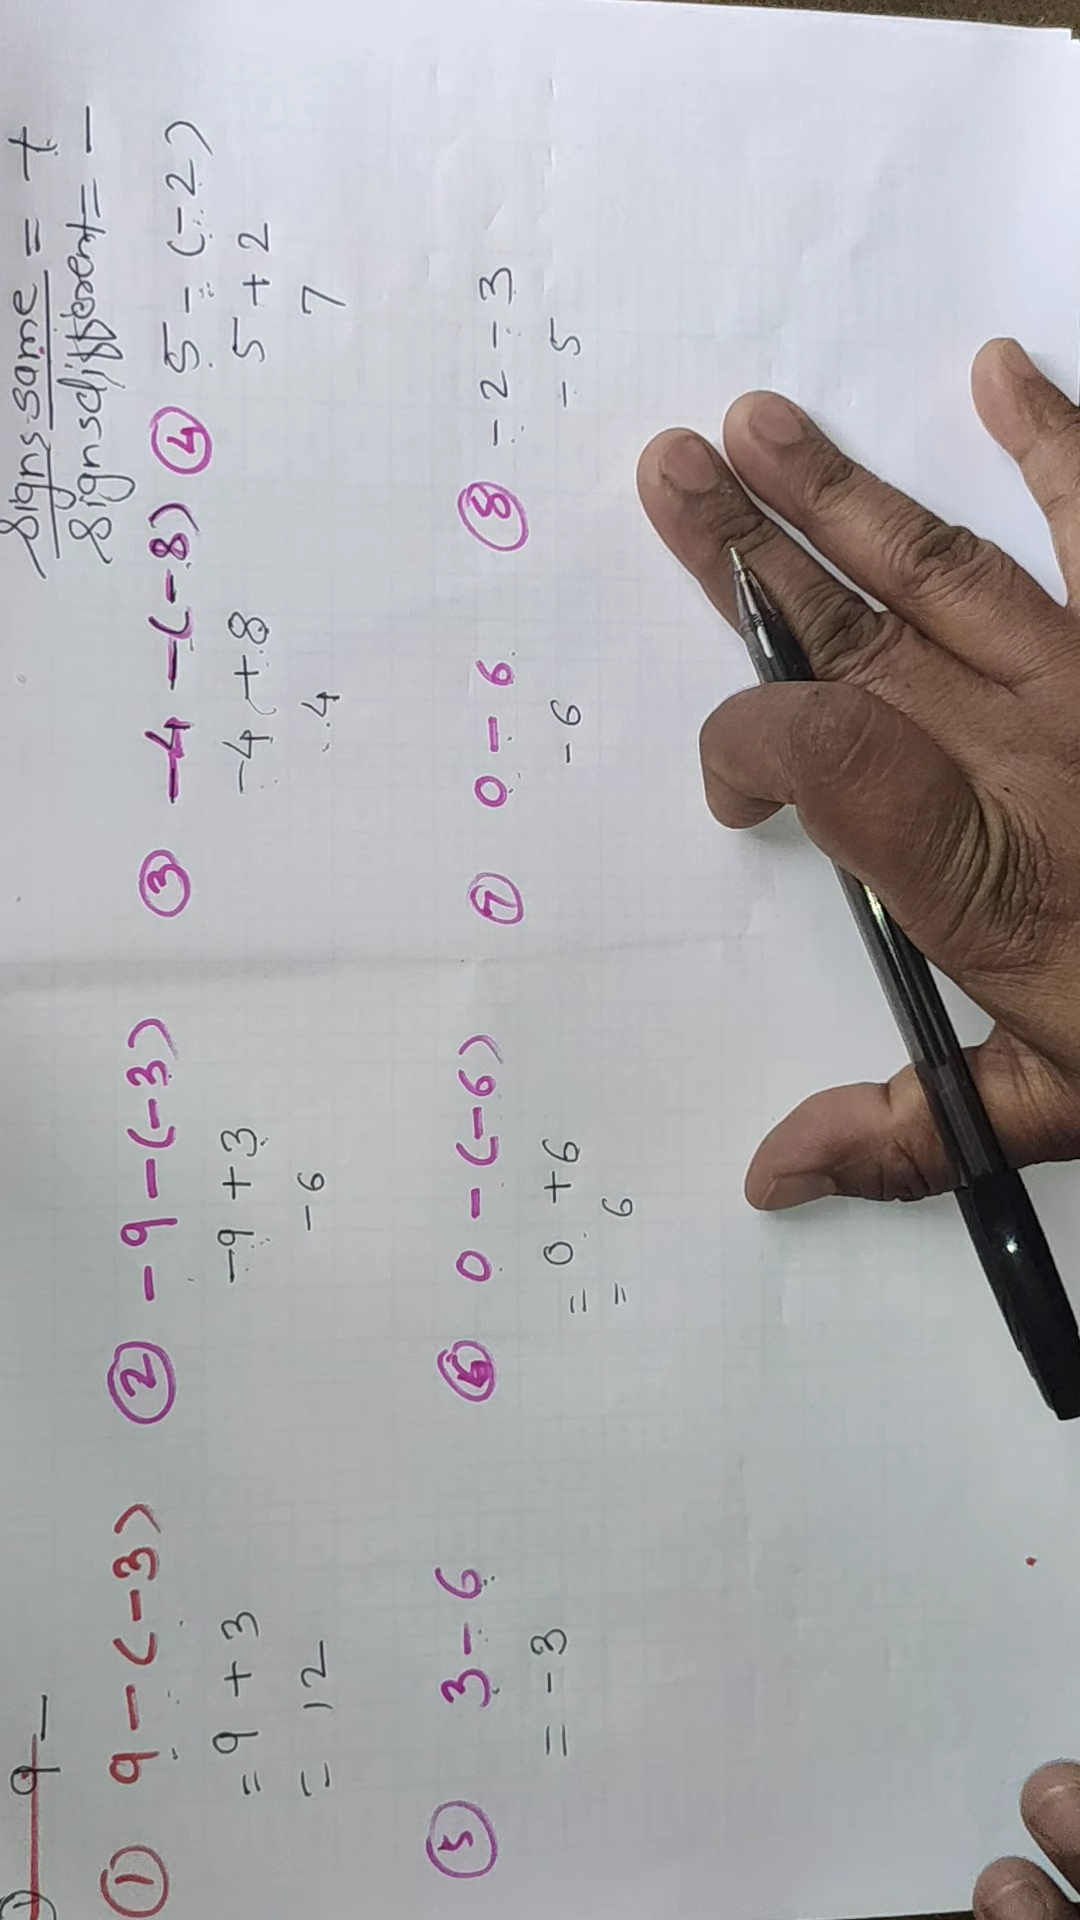 Signs same = +
1) 9 -
Signs different = -
① 9 - (-3) ② -9 - (-3) ③ -4 - (-8) ④ 5 - (-2)
= 9 + 3 -9 + 3 -4 + 8 5 + 2
= 12 -6 4 7
⑤ 3 - 6 ⑥ 0 - (-6) ⑦ 0 - 6 ⑧ -2 - 3
= -3 = 0 + 6 -6 -5
= 6